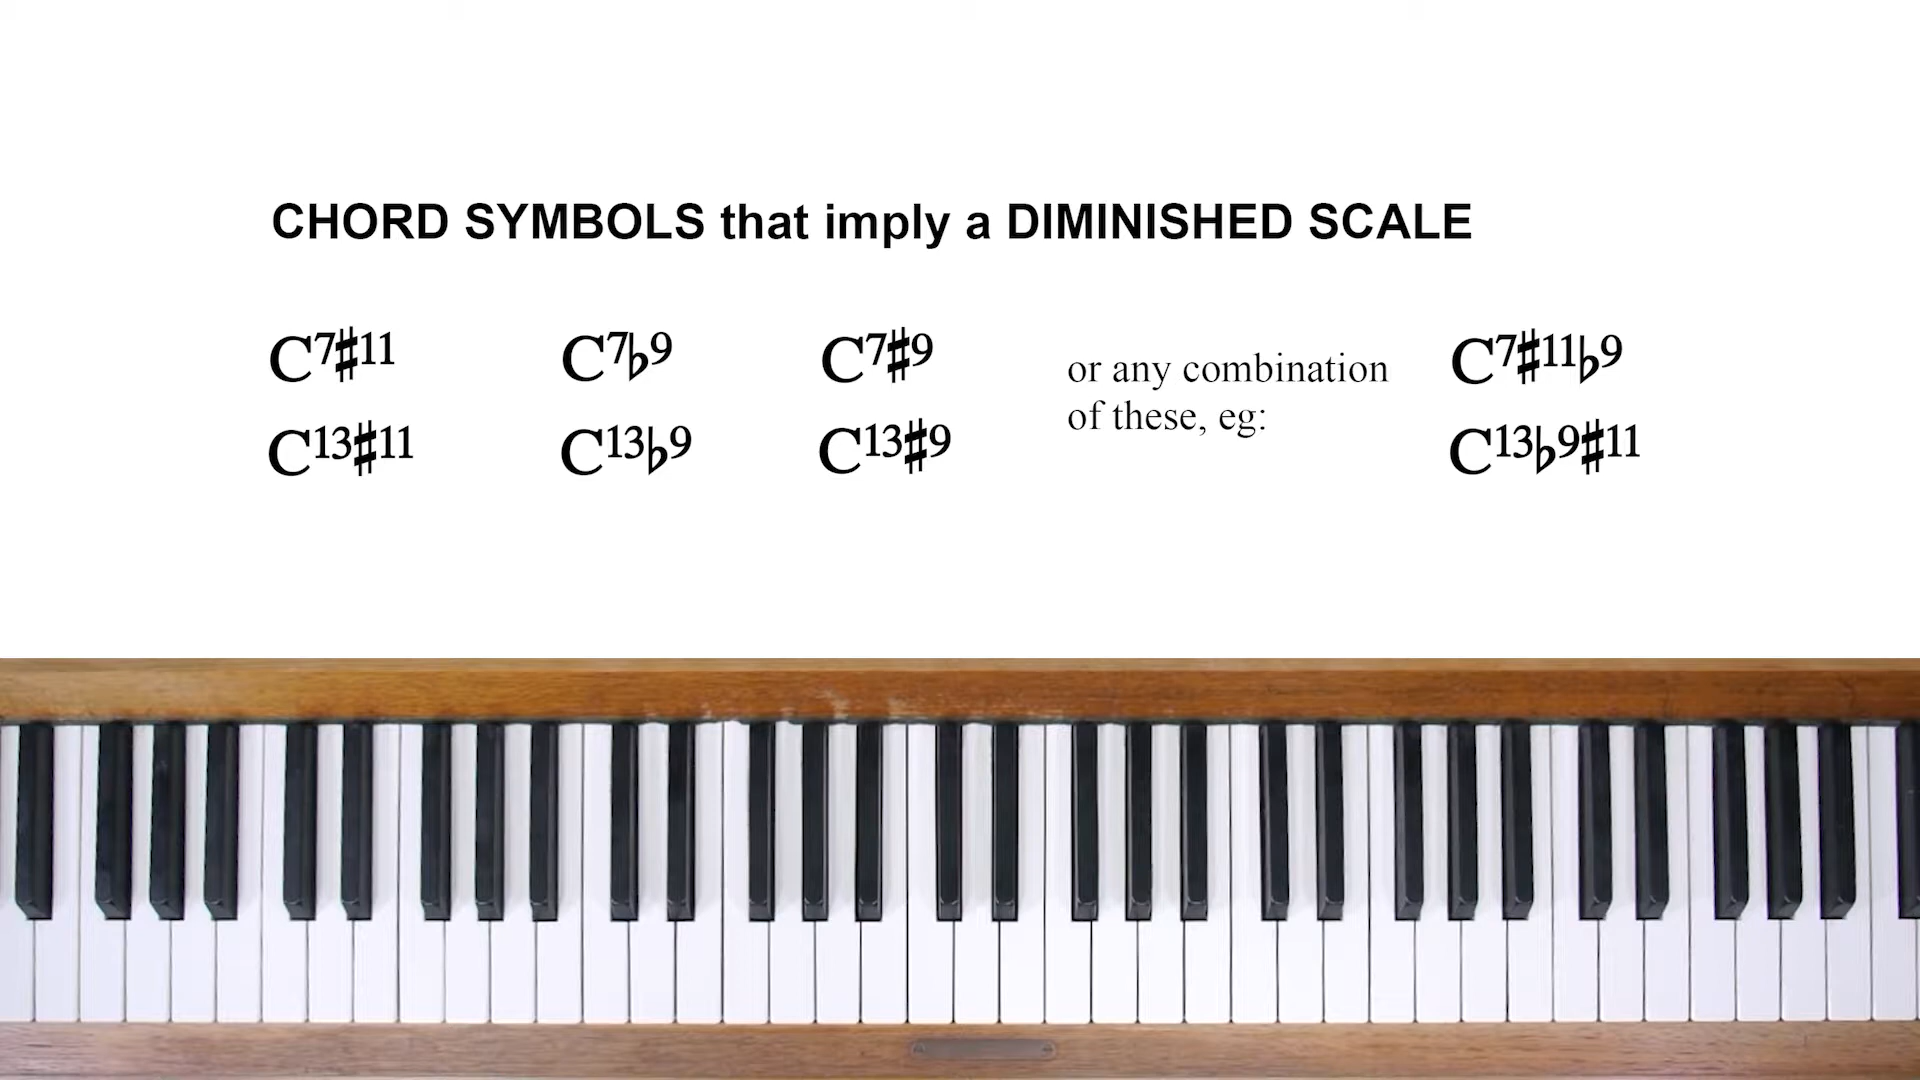 CHORD SYMBOLS that imply a DIMINISHED SCALE
C7♯11 C7♭9 C7♯9 or any combination C7♯11♭9
C13♯11 C13♭9 C13♯9 of these, eg: C13♭9♯11